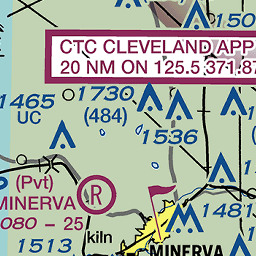 150
CTC CLEVELAND APP
20 NM ON 125.5 371.87
1465
UC
1730
(484)
1536
(Pvt)
MINERVA
R
080 - 25
1481
1513
kiln
MINERVA